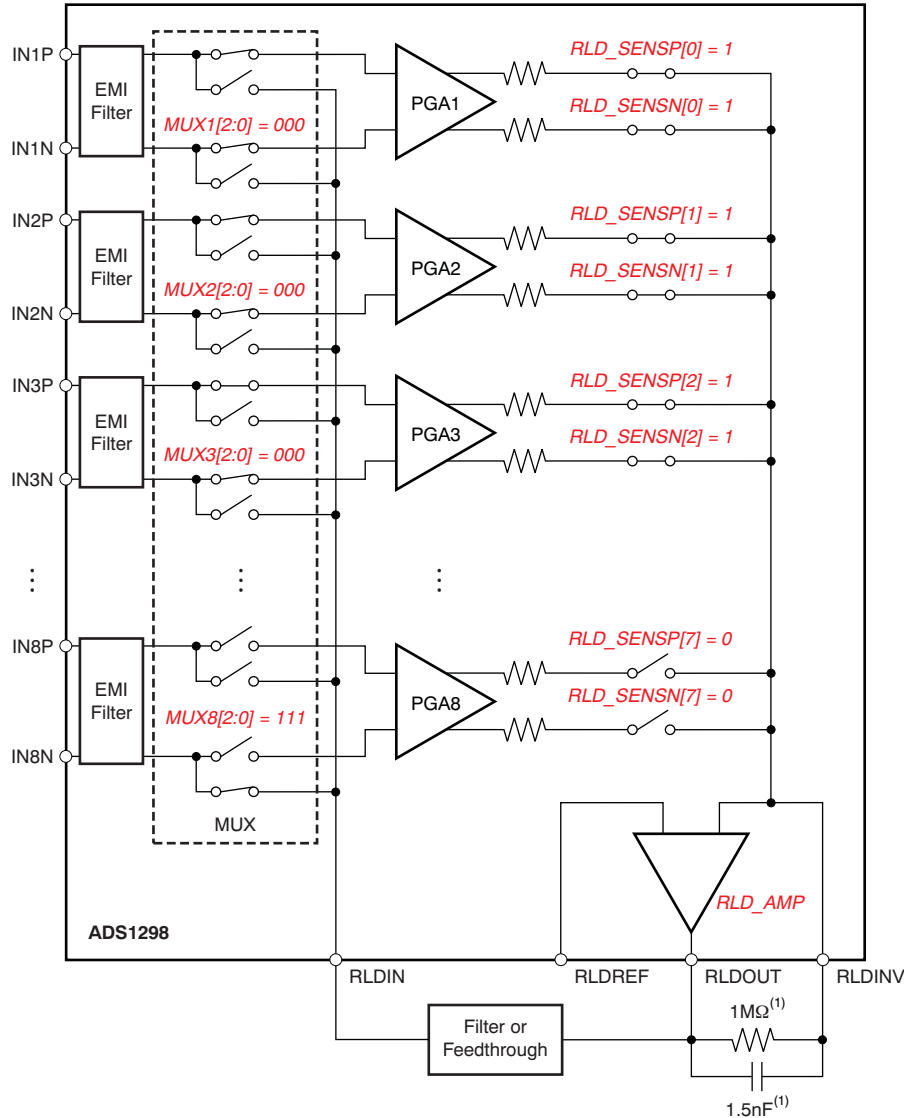 IN1P
EMI
Filter
MUX1[2:0] = 000
IN1N
PGA1
RLD_SENSP[0] = 1
RLD_SENSN[0] = 1
IN2P
EMI
Filter
MUX2[2:0] = 000
IN2N
PGA2
RLD_SENSP[1] = 1
RLD_SENSN[1] = 1
IN3P
EMI
Filter
MUX3[2:0] = 000
IN3N
PGA3
RLD_SENSP[2] = 1
RLD_SENSN[2] = 1
IN8P
EMI
Filter
MUX8[2:0] = 111
IN8N
PGA8
RLD_SENSP[7] = 0
RLD_SENSN[7] = 0
MUX
RLD_AMP
ADS1298
RLDIN
RLDREF
RLDOUT
RLDINV
Filter or
Feedthrough
1MΩ(1)
1.5nF(1)